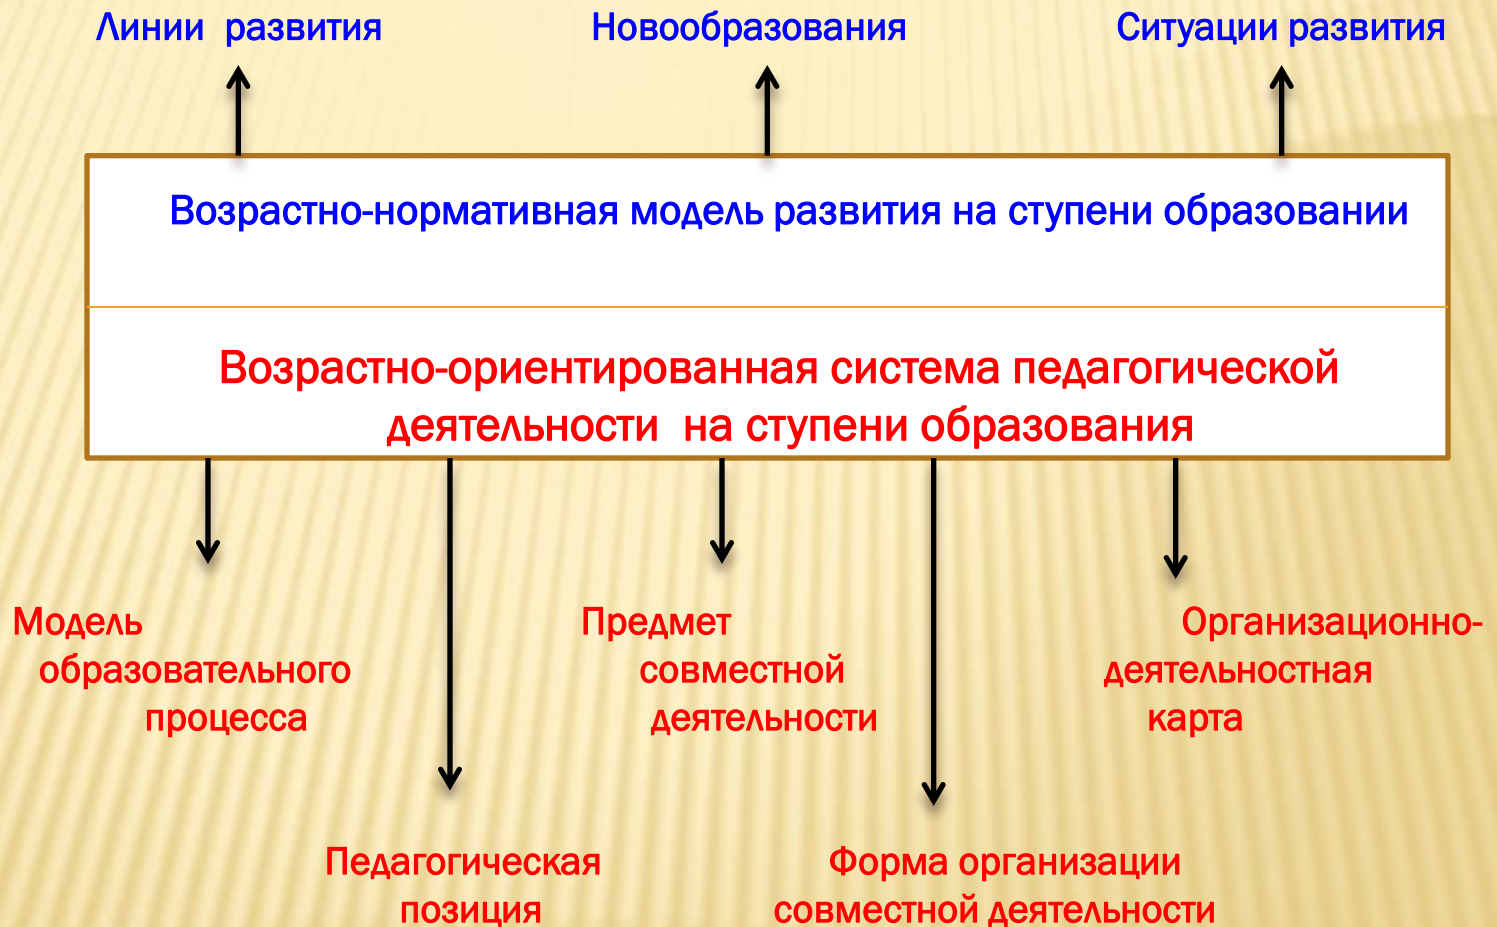 Линии развития
Новообразования
Ситуации развития
Возрастно-нормативная модель развития на ступени образовании
Возрастно-ориентированная система педагогической
деятельности на ступени образования
Модель
образовательного
процесса
Предмет
совместной
деятельности
Организационно-
деятельностная
карта
Педагогическая
позиция
Форма организации
совместной деятельности